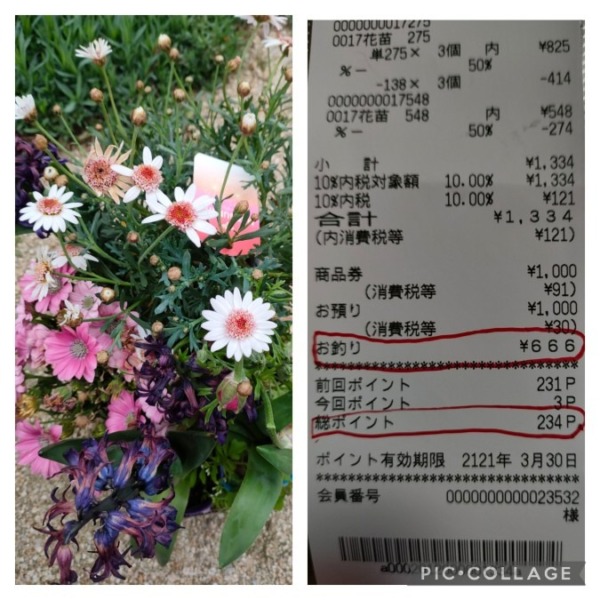 0000000017275
0017花苗 275
単275× 3個 内 ¥825
%- 50%
-138× 3個 -414
0000000017548
0017花苗 548 内 ¥548
%- 50% -274
小 計 ¥1,334
10%内税対象額 10.00% ¥1,334
10%内税 10.00% ¥121
合計 ¥1,334
(内消費税等 ¥121)
商品券 ¥1,000
(消費税等 ¥91)
お預り ¥1,000
(消費税等 ¥30)
お釣り ¥666
********************************
前回ポイント 231P
今回ポイント 3P
総ポイント 234P
ポイント有効期限 2121年 3月30日
********************************
会員番号 0000000000023532
様
PIC•COLLAGE